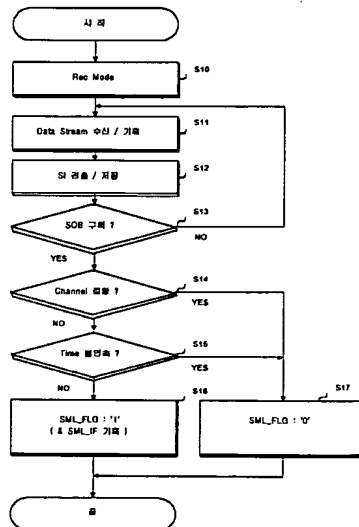 시 작
S10
Rec Mode
S11
Data Stream 수신 / 기록
S12
SI 검출 / 저장
S13
SOB 구획 ?
NO
YES
S14
Channel 절환 ?
YES
NO
S15
Time 불연속 ?
YES
NO
S16
S17
SML_FLG : '1'
( & SML_IF 기록 )
SML_FLG : '0'
끝